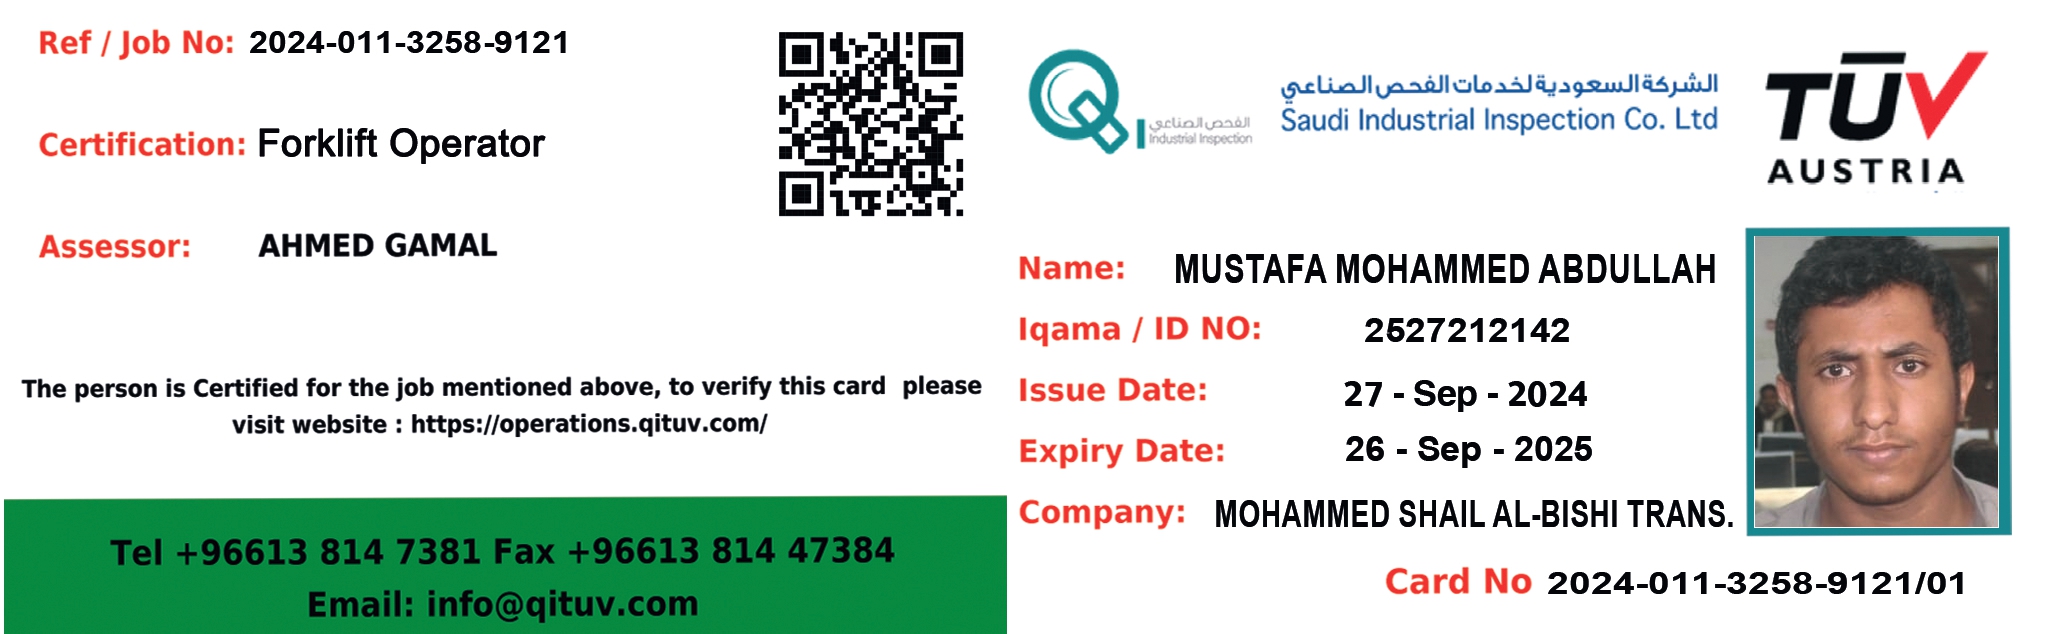 Ref / Job No: 2024-011-3258-9121
Certification: Forklift Operator
Assessor: AHMED GAMAL
The person is Certified for the job mentioned above, to verify this card please
visit website : https://operations.qituv.com/
Tel +96613 814 7381 Fax +96613 814 47384
Email: info@qituv.com
الفحص الصناعي
Industrial Inspection
الشركة السعودية لخدمات الفحص الصناعي
Saudi Industrial Inspection Co. Ltd
TÜV
AUSTRIA
Name: MUSTAFA MOHAMMED ABDULLAH
Iqama / ID NO: 2527212142
Issue Date: 27 - Sep - 2024
Expiry Date: 26 - Sep - 2025
Company: MOHAMMED SHAIL AL-BISHI TRANS.
Card No 2024-011-3258-9121/01